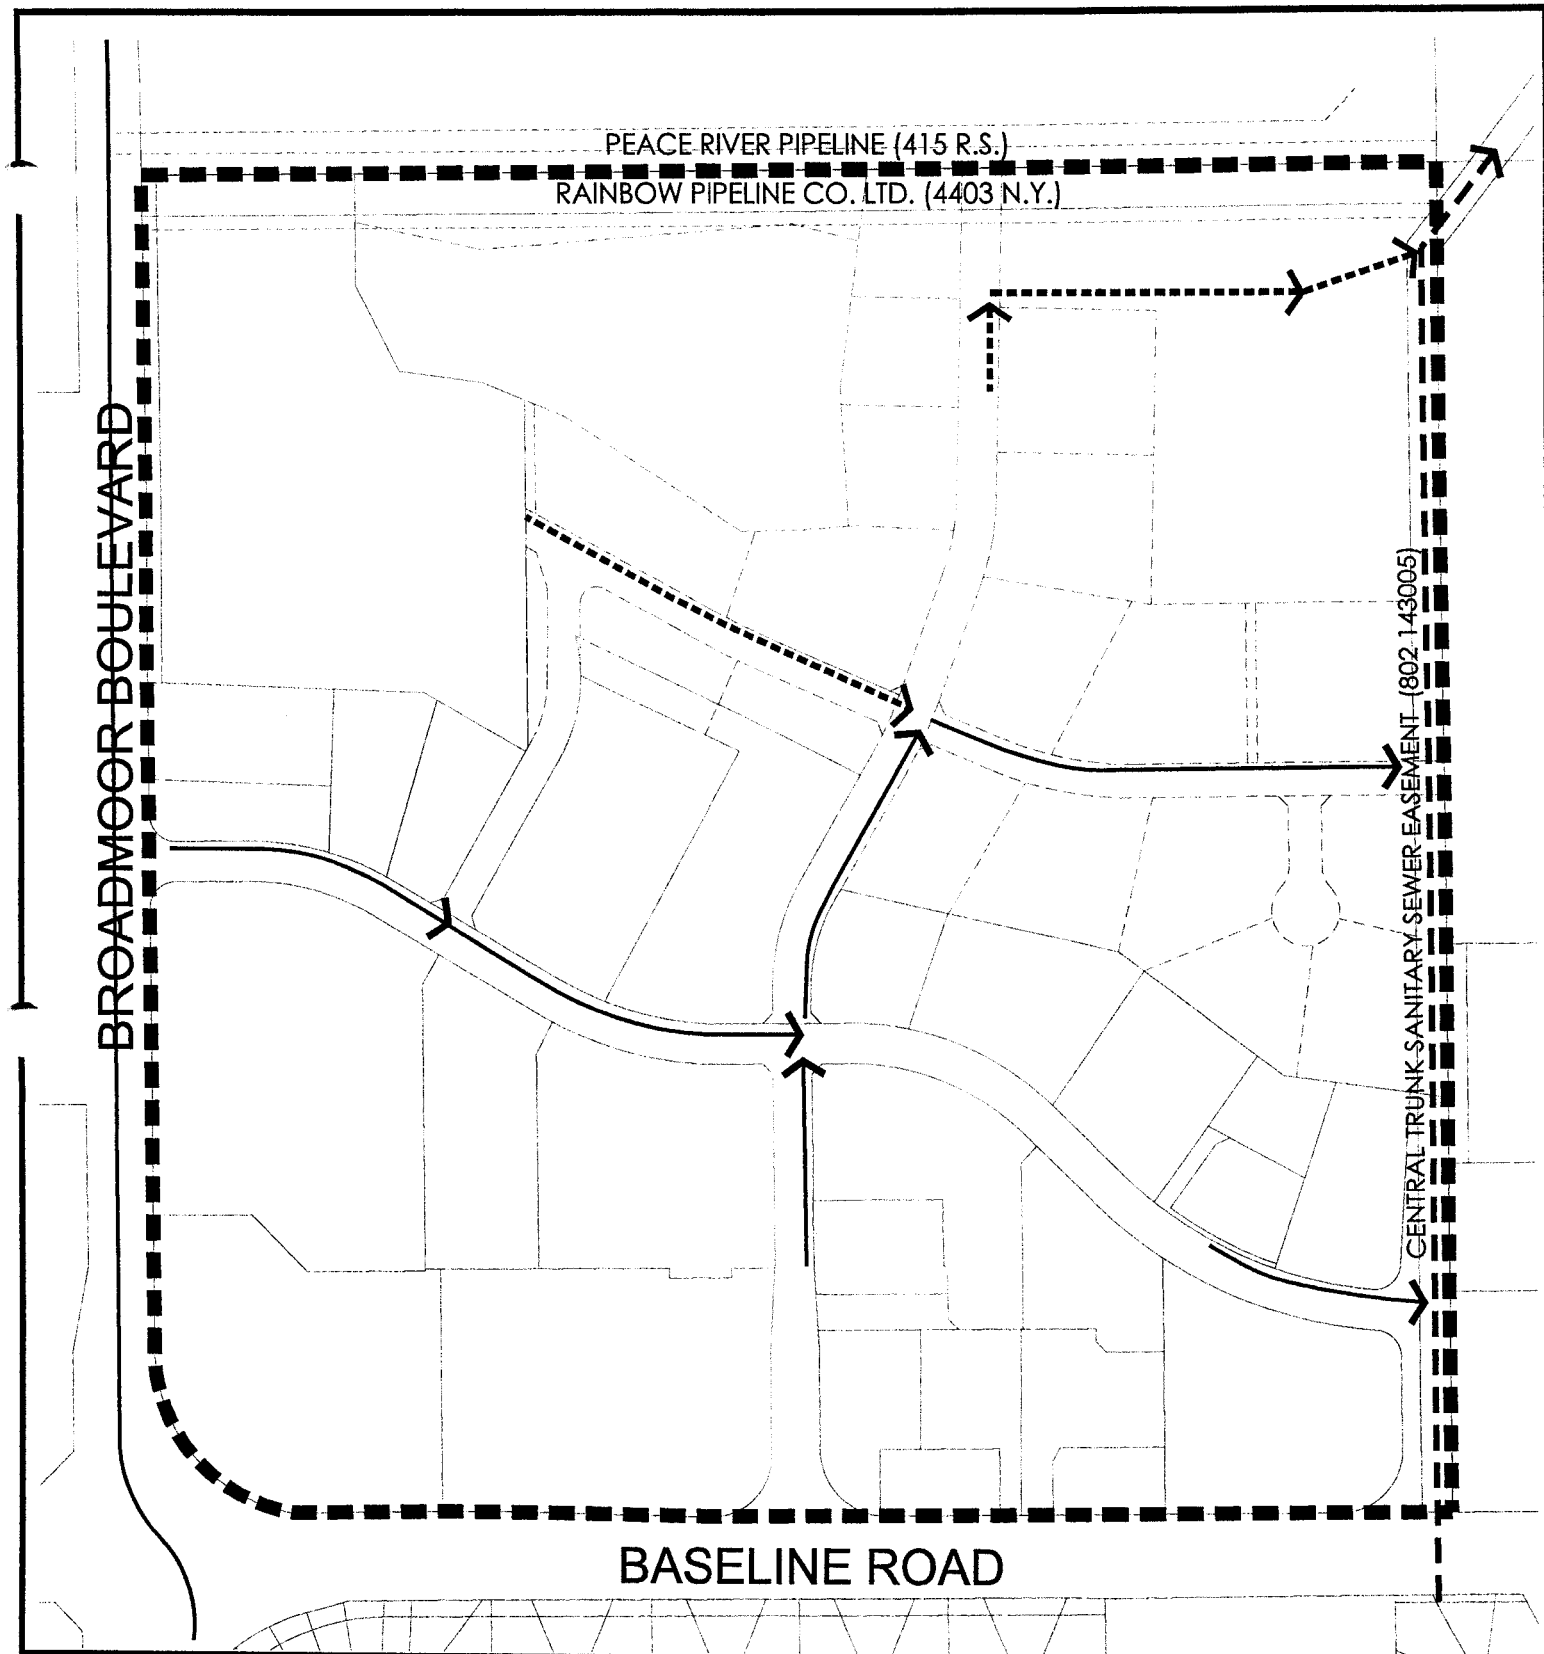 PEACE RIVER PIPELINE (415 R.S.)
RAINBOW PIPELINE CO. LTD. (4403 N.Y.)
BROADMOOR BOULEVARD
CENTRAL TRUNK SANITARY SEWER EASEMENT (802 143005)
BASELINE ROAD